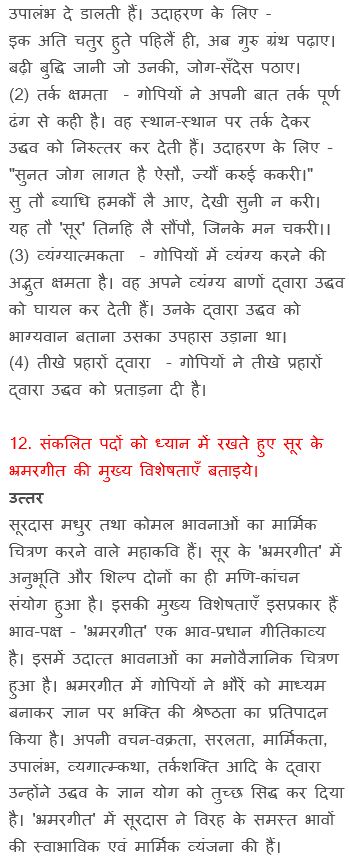 उपालंभ दे डालती हैं। उदाहरण के लिए -
इक अति चतुर हुते पहिलैं ही, अब गुरु ग्रंथ पढ़ाए।
बढ़ी बुद्धि जानी जो उनकी, जोग-सँदेस पठाए।
(2) तर्क क्षमता - गोपियों ने अपनी बात तर्क पूर्ण
ढंग से कही है। वह स्थान-स्थान पर तर्क देकर
उद्धव को निरुत्तर कर देती हैं। उदाहरण के लिए -
"सुनत जोग लागत है ऐसौ, ज्यौं करुई ककरी।"
सु तौ ब्याधि हमकौं लै आए, देखी सुनी न करी।
यह तौ 'सूर' तिनहि लै सौंपौ, जिनके मन चकरी।।
(3) व्यंग्यात्मकता - गोपियों में व्यंग्य करने की
अद्भुत क्षमता है। वह अपने व्यंग्य बाणों द्वारा उद्धव
को घायल कर देती हैं। उनके द्वारा उद्धव को
भाग्यवान बताना उसका उपहास उड़ाना था।
(4) तीखे प्रहारों द्वारा - गोपियों ने तीखे प्रहारों
द्वारा उद्धव को प्रताड़ना दी है।
12. संकलित पदों को ध्यान में रखते हुए सूर के
भ्रमरगीत की मुख्य विशेषताएँ बताइये।
उत्तर
सूरदास मधुर तथा कोमल भावनाओं का मार्मिक
चित्रण करने वाले महाकवि हैं। सूर के 'भ्रमरगीत' में
अनुभूति और शिल्प दोनों का ही मणि-कांचन
संयोग हुआ है। इसकी मुख्य विशेषताएँ इसप्रकार हैं
भाव-पक्ष - 'भ्रमरगीत' एक भाव-प्रधान गीतिकाव्य
है। इसमें उदात्त भावनाओं का मनोवैज्ञानिक चित्रण
हुआ है। भ्रमरगीत में गोपियों ने भौंरें को माध्यम
बनाकर ज्ञान पर भक्ति की श्रेष्ठता का प्रतिपादन
किया है। अपनी वचन-वक्रता, सरलता, मार्मिकता,
उपालंभ, व्यगात्म्कथा, तर्कशक्ति आदि के द्वारा
उन्होंने उद्धव के ज्ञान योग को तुच्छ सिद्ध कर दिया
है। 'भ्रमरगीत' में सूरदास ने विरह के समस्त भावों
की स्वाभाविक एवं मार्मिक व्यंजना की हैं।